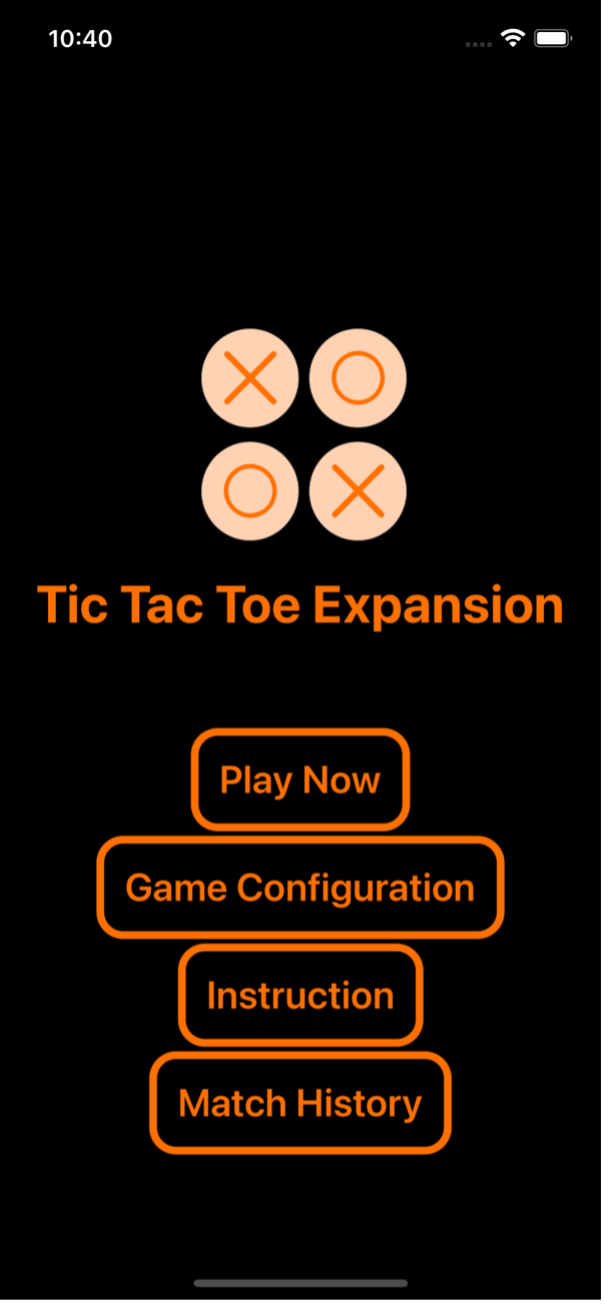 10:40
Tic Tac Toe Expansion
Play Now
Game Configuration
Instruction
Match History